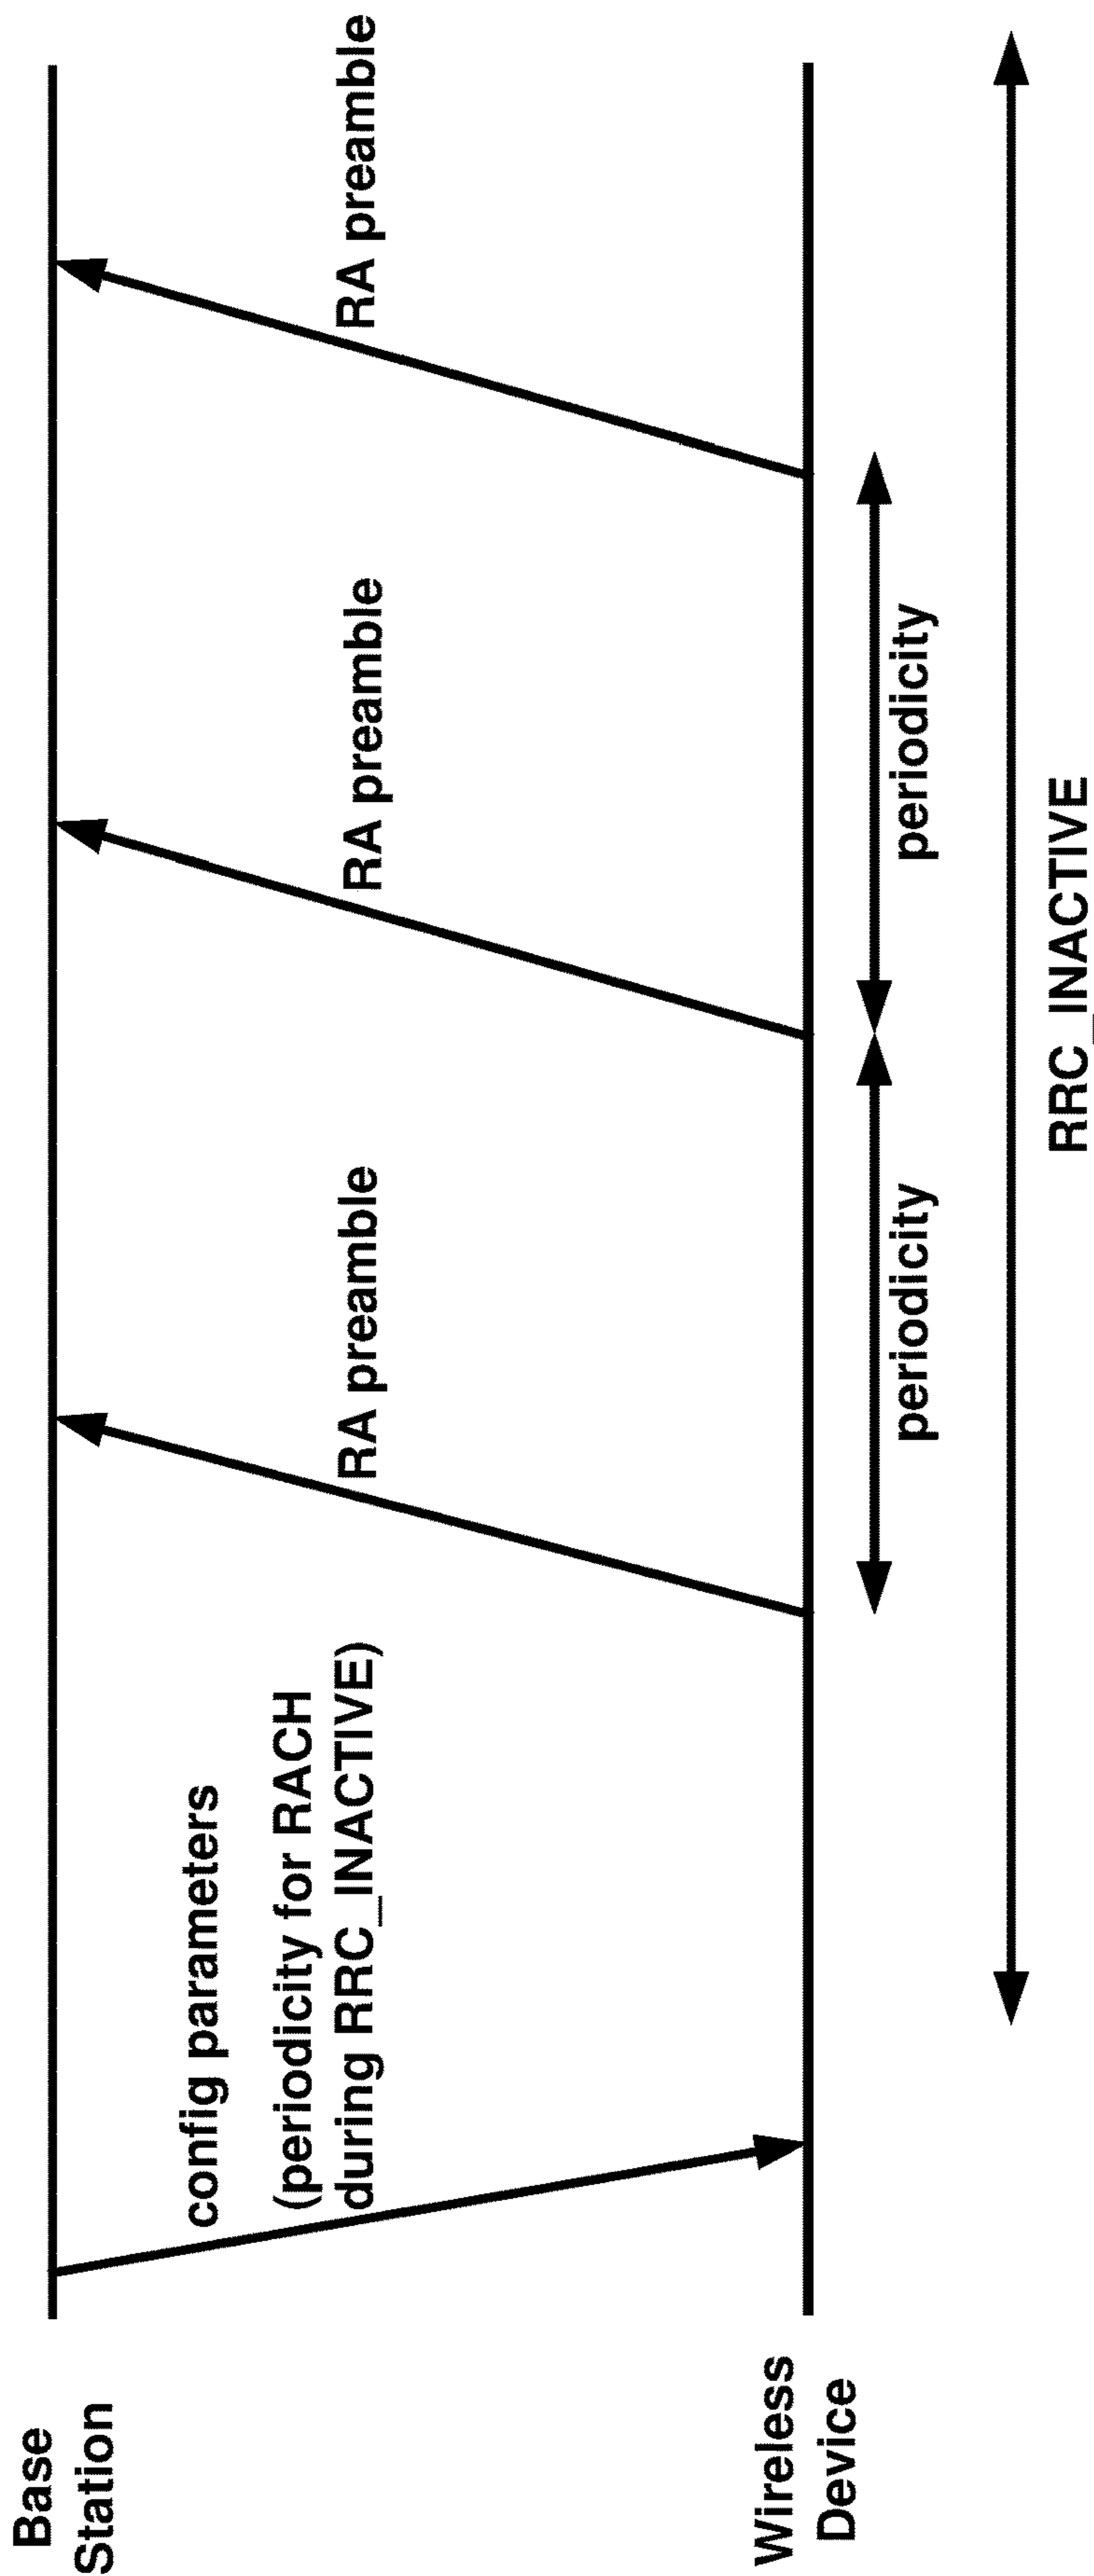 Base
Station
config parameters
(periodicity for RACH
during RRC_INACTIVE)
RA preamble
RA preamble
RA preamble
Wireless
Device
periodicity
periodicity
RRC_INACTIVE